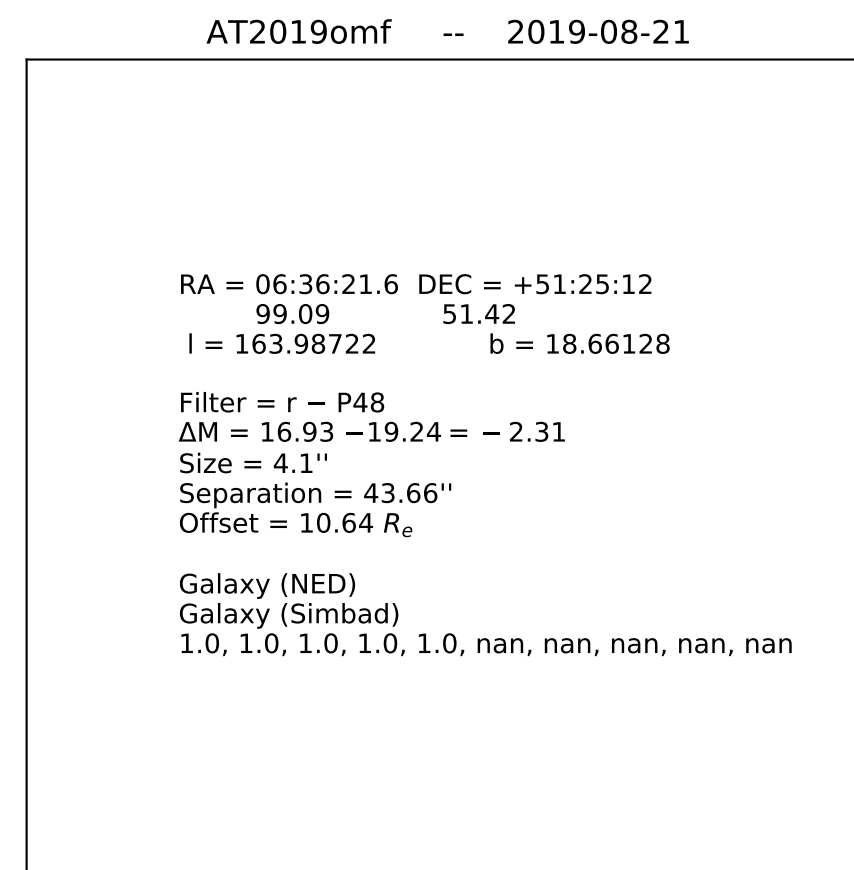 AT2019omf -- 2019-08-21
RA = 06:36:21.6 DEC = +51:25:12
99.09 51.42
l = 163.98722 b = 18.66128
Filter = r − P48
ΔM = 16.93 −19.24 = − 2.31
Size = 4.1''
Separation = 43.66''
Offset = 10.64 Rₑ
Galaxy (NED)
Galaxy (Simbad)
1.0, 1.0, 1.0, 1.0, 1.0, nan, nan, nan, nan, nan